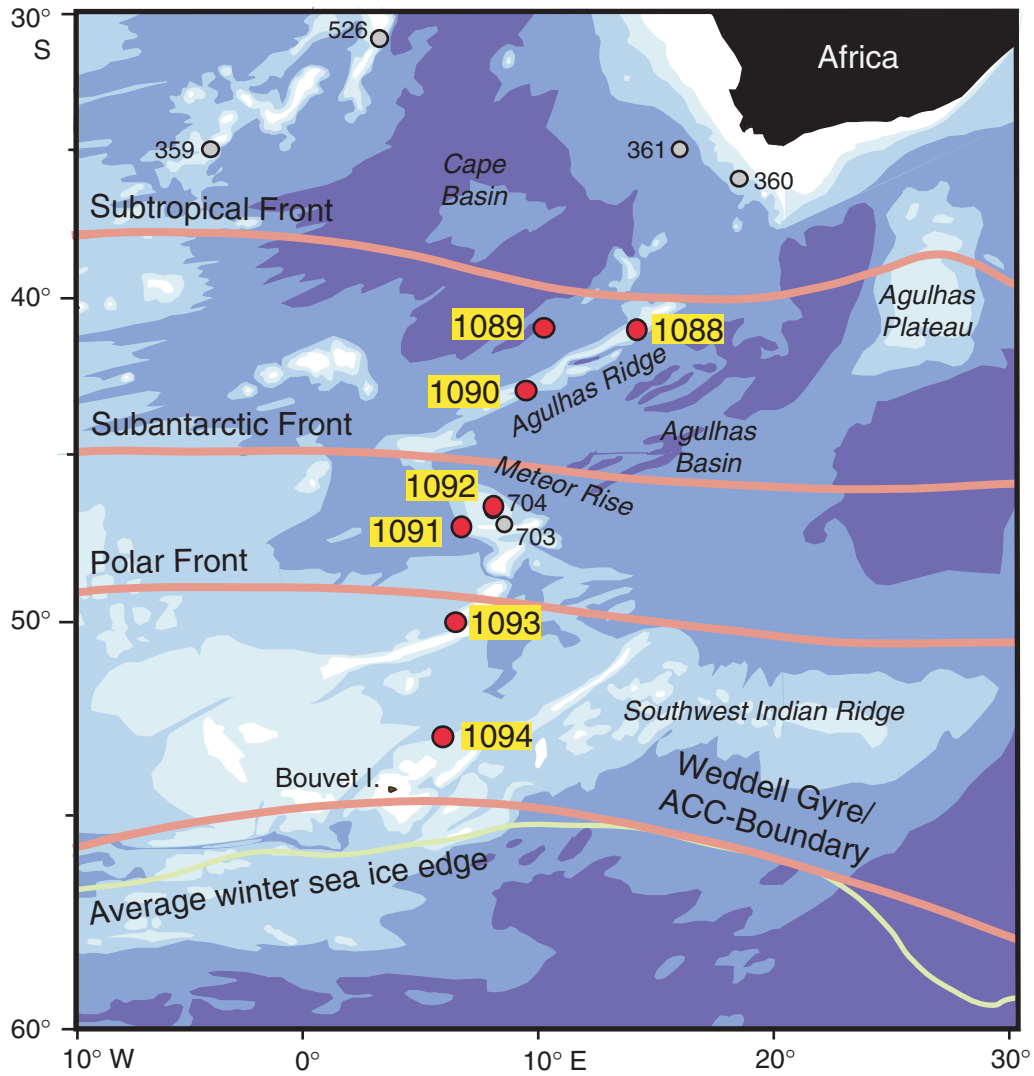 30°
S
526
Africa
359
361
360
Cape
Basin
Subtropical Front
40°
1089
1088
Agulhas
Plateau
1090
Agulhas Ridge
Subantarctic Front
Agulhas
Basin
Meteor Rise
1092
704
1091
703
Polar Front
50°
1093
Southwest Indian Ridge
1094
Bouvet I.
Weddell Gyre/
ACC-Boundary
Average winter sea ice edge
60°
10° W
0°
10° E
20°
30°